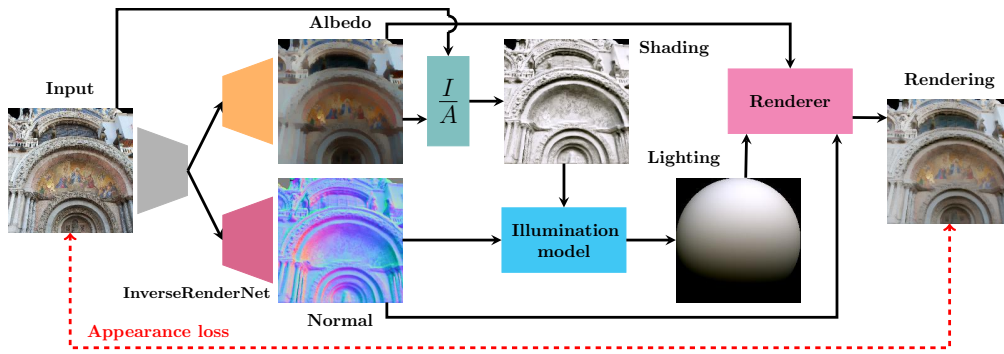 Albedo
Shading
Input
I
A
Renderer
Rendering
Lighting
Illumination
model
InverseRenderNet
Normal
Appearance loss